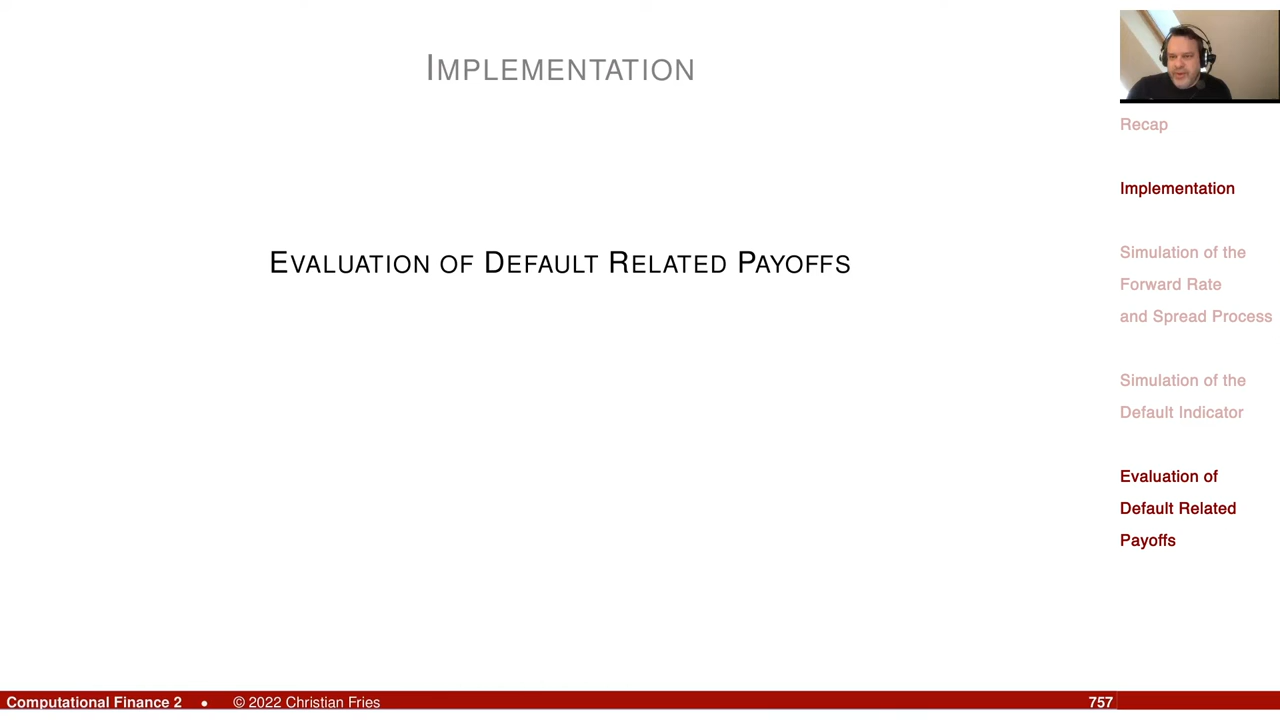 IMPLEMENTATION
EVALUATION OF DEFAULT RELATED PAYOFFS
Recap
Implementation
Simulation of the
Forward Rate
and Spread Process
Simulation of the
Default Indicator
Evaluation of
Default Related
Payoffs
Computational Finance 2 • © 2022 Christian Fries 757